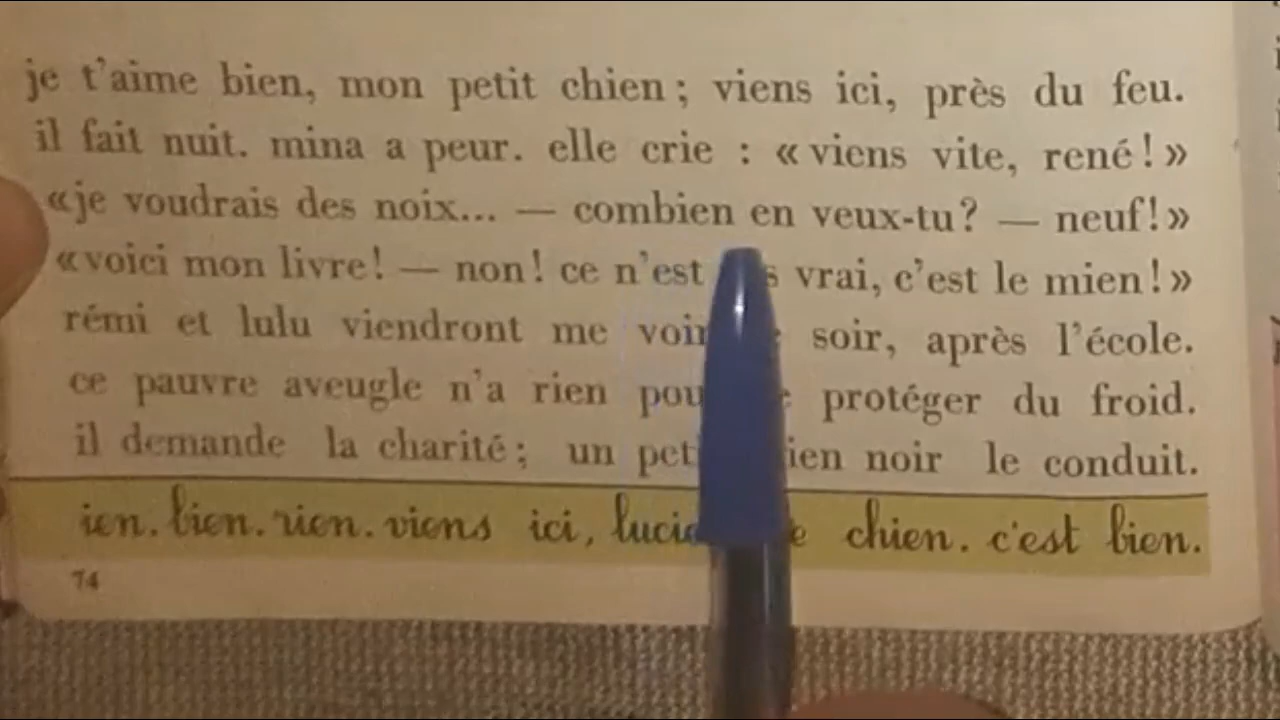 je t'aime bien, mon petit chien ; viens ici, près du feu.
il fait nuit. mina a peur. elle crie : « viens vite, rené ! »
« je voudrais des noix... — combien en veux-tu ? — neuf ! »
« voici mon livre ! — non ! ce n'est vrai, c'est le mien ! »
rémi et lulu viendront me voir soir, après l'école.
ce pauvre aveugle n'a rien protéger du froid.
il demande la charité ; un noir le conduit.
ien. bien. rien. viens ici, chien. c'est bien.
74